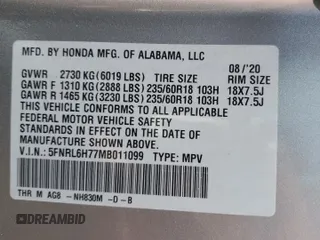 MFD. BY HONDA MFG. OF ALABAMA, LLC
08/'20
GVWR 2730 KG(6019 LBS) TIRE SIZE RIM SIZE
GAWR F 1310 KG(2888 LBS)235/60R18 103H 18X7.5J
GAWR R 1465 KG(3230 LBS)235/60R18 103H 18X7.5J
THIS VEHICLE CONFORMS TO ALL APPLICABLE
FEDERAL MOTOR VEHICLE SAFETY AND THEFT PREVENTION STANDARDS IN EFFECT ON THE
DATE OF MANUFACTURE SHOWN ABOVE.
V.I.N: 5FNRL6H77MB011099 TYPE: MPV
THR M AG8 -NH830M -D -B
DREAMBID